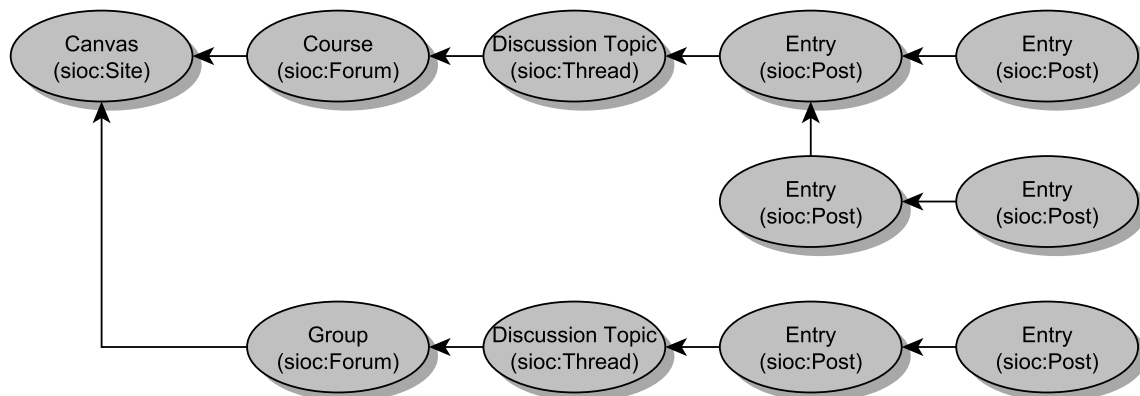 Canvas
(sioc:Site)
Course
(sioc:Forum)
Discussion Topic
(sioc:Thread)
Entry
(sioc:Post)
Entry
(sioc:Post)
Entry
(sioc:Post)
Entry
(sioc:Post)
Group
(sioc:Forum)
Discussion Topic
(sioc:Thread)
Entry
(sioc:Post)
Entry
(sioc:Post)